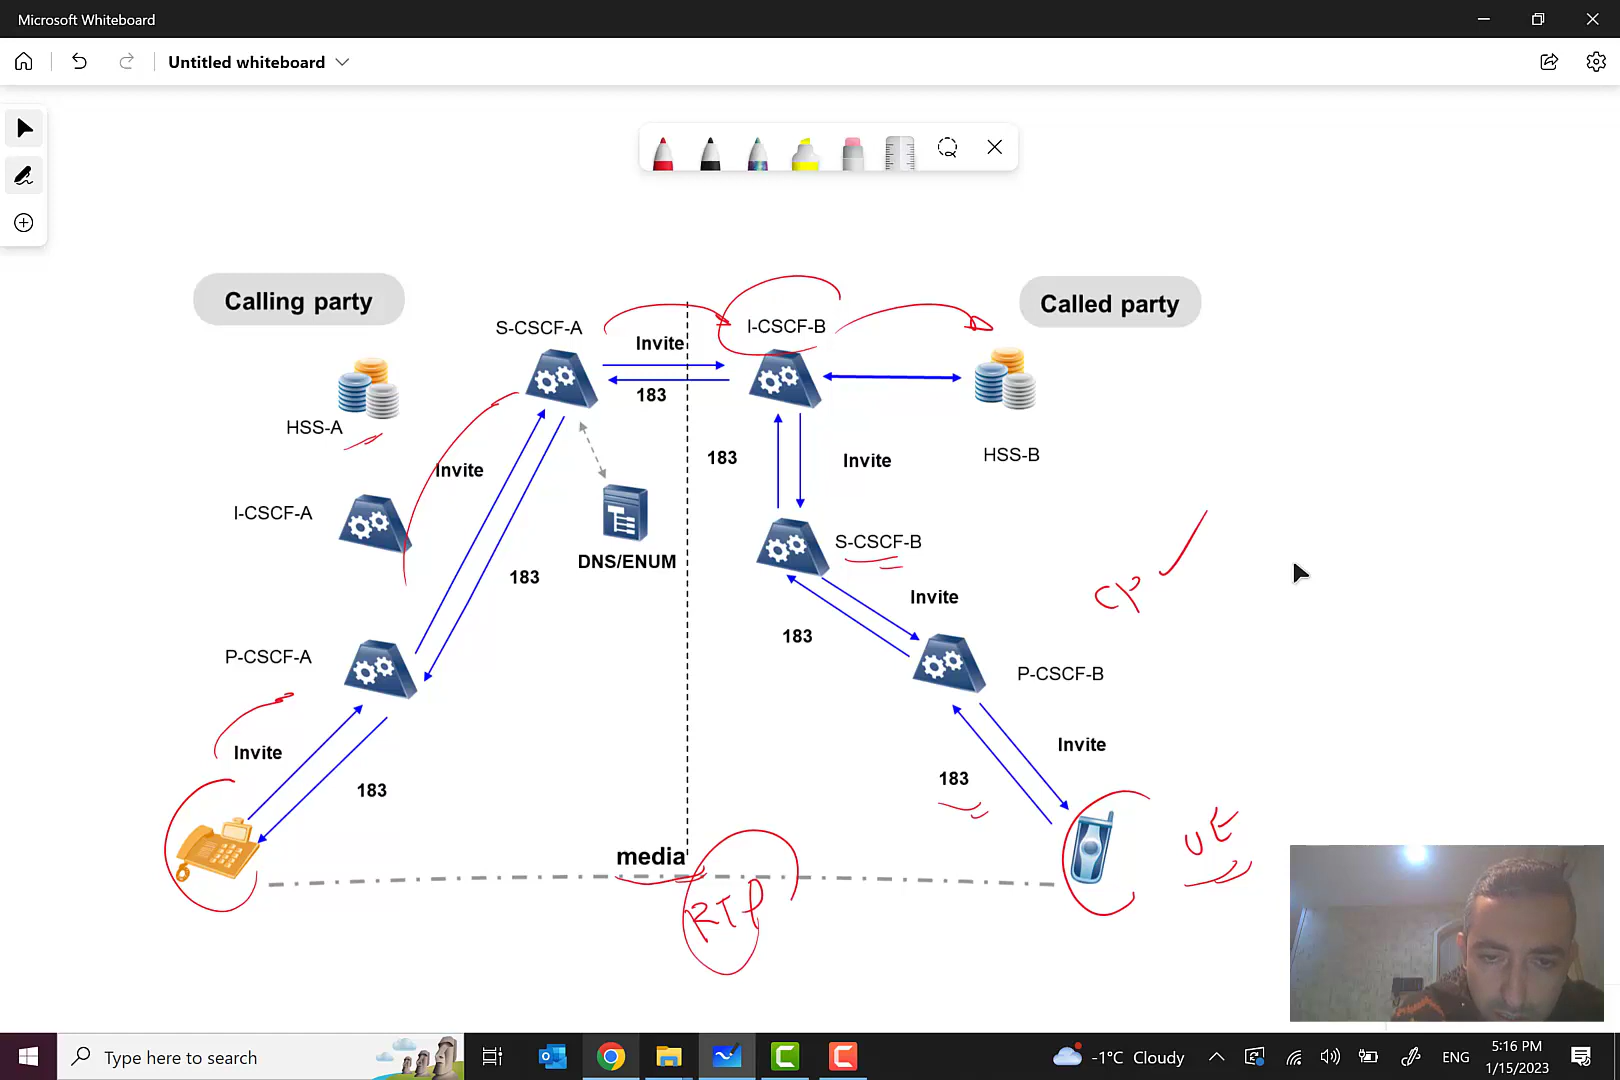 Microsoft Whiteboard
Untitled whiteboard
Calling party
Called party
S-CSCF-A
I-CSCF-B
Invite
183
HSS-A
HSS-B
Invite
183
Invite
I-CSCF-A
S-CSCF-B
DNS/ENUM
183
Invite
183
P-CSCF-A
P-CSCF-B
Invite
Invite
183
183
UE
media
RTP
Type here to search
-1°C Cloudy
ENG
5:16 PM
1/15/2023